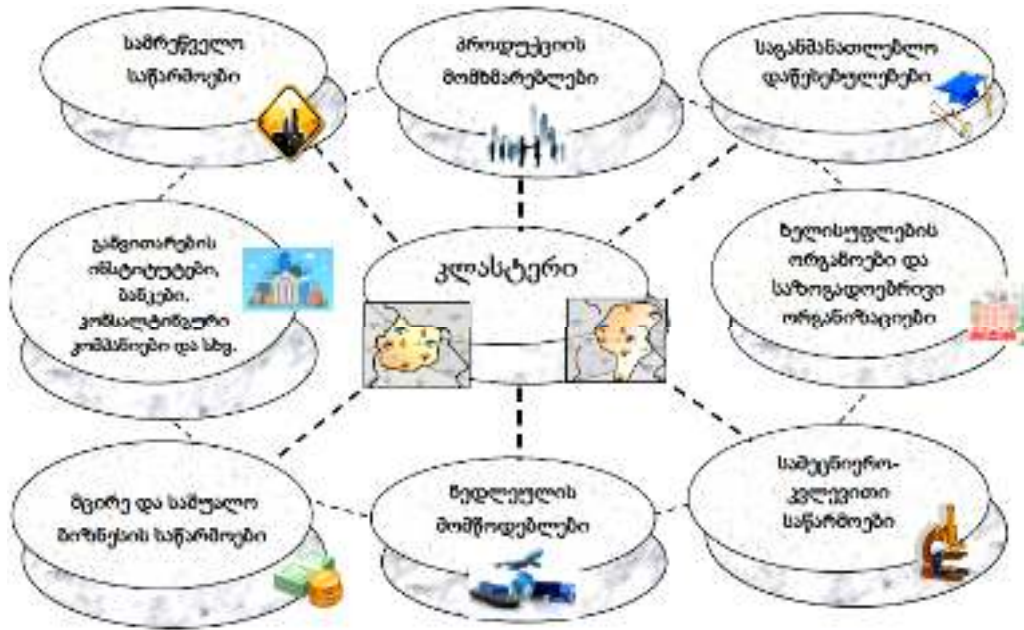 სამრეწველო
საწარმოები
პროდუქციის
მომხმარებლები
საგანმანათლებლო
დაწესებულებები
განვითარების
ინსტიტუტები,
ბანკები,
კონსალტინგური
კომპანიები და სხვ.
კლასტერი
ხელისუფლების
ორგანოები და
საზოგადოებრივი
ორგანიზაციები
მცირე და საშუალო
ბიზნესის საწარმოები
ნედლეულის
მომწოდებლები
სამეცნიერო-
კვლევითი
საწარმოები